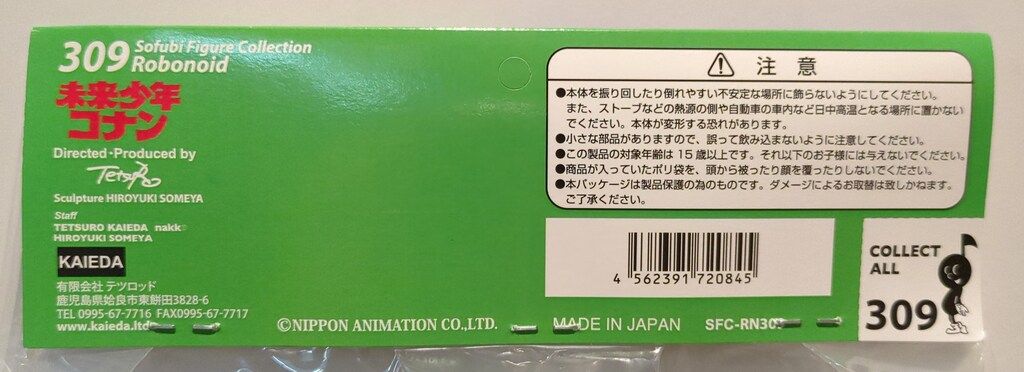 309 Sofubi Figure Collection
Robonoid
未来少年
コナン
Directed・Produced by
Sculpture HIROYUKI SOMEYA
Staff
TETSURO KAIEDA nakk
HIROYUKI SOMEYA
KAIEDA
有限会社 テツロッド
鹿児島県姶良市東餅田3828-6
TEL 0995-67-7716 FAX0995-67-7717
www.kaieda.ltd
©NIPPON ANIMATION CO.,LTD.
MADE IN JAPAN
SFC-RN309
注意
●本体を振り回したり倒れやすい不安定な場所に飾らないようにしてください。
また、ストーブなどの熱源の側や自動車の車内など日中高温となる場所に置かない
でください。本体が変形する恐れがあります。
●小さな部品がありますので、誤って飲み込まないように注意してください。
●この製品の対象年齢は15歳以上です。それ以下のお子様には与えないでください。
●商品が入っていたポリ袋を、頭から被ったり顔を覆ったりしないでください。
●本パッケージは製品保護の為のものです。ダメージによるお取替は致しかねます。
ご了承ください。
4 562391 720845
COLLECT
ALL
309